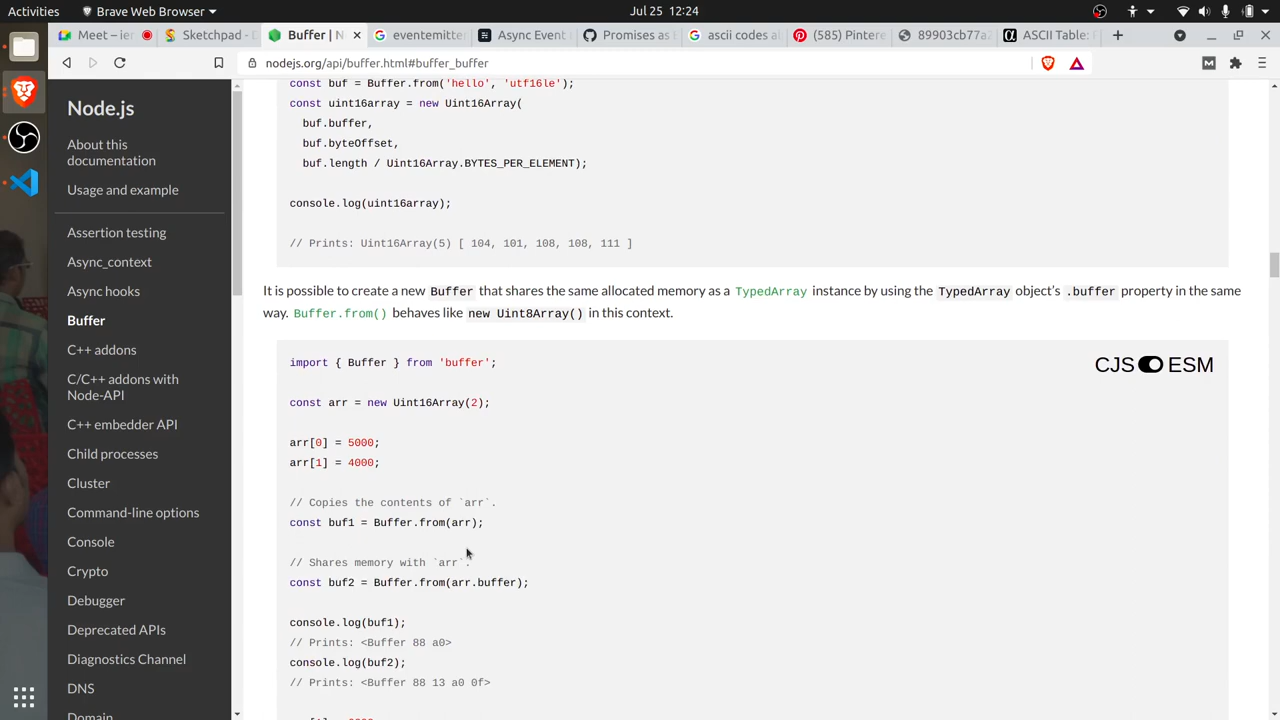 Activities
Brave Web Browser
Jul 25 12:24
Meet – ier
Sketchpad -
Buffer | N
eventemitte
Async Event
Promises as E
ascii codes al
(585) Pintere
89903cb77a2
ASCII Table:
nodejs.org/api/buffer.html#buffer_buffer
Node.js
About this
documentation
Usage and example
Assertion testing
Async_context
Async hooks
Buffer
C++ addons
C/C++ addons with
Node-API
C++ embedder API
Child processes
Cluster
Command-line options
Console
Crypto
Debugger
Deprecated APIs
Diagnostics Channel
DNS
Domain
const buf = Buffer.from('hello', 'utf16le');
const uint16array = new Uint16Array(
buf.buffer,
buf.byteOffset,
buf.length / Uint16Array.BYTES_PER_ELEMENT);
console.log(uint16array);
// Prints: Uint16Array(5) [ 104, 101, 108, 108, 111 ]
It is possible to create a new Buffer that shares the same allocated memory as a TypedArray instance by using the TypedArray object's .buffer property in the same
way. Buffer.from() behaves like new Uint8Array() in this context.
import { Buffer } from 'buffer';
CJS ESM
const arr = new Uint16Array(2);
arr[0] = 5000;
arr[1] = 4000;
// Copies the contents of `arr`.
const buf1 = Buffer.from(arr);
// Shares memory with `arr`.
const buf2 = Buffer.from(arr.buffer);
console.log(buf1);
// Prints: <Buffer 88 a0>
console.log(buf2);
// Prints: <Buffer 88 13 a0 0f>